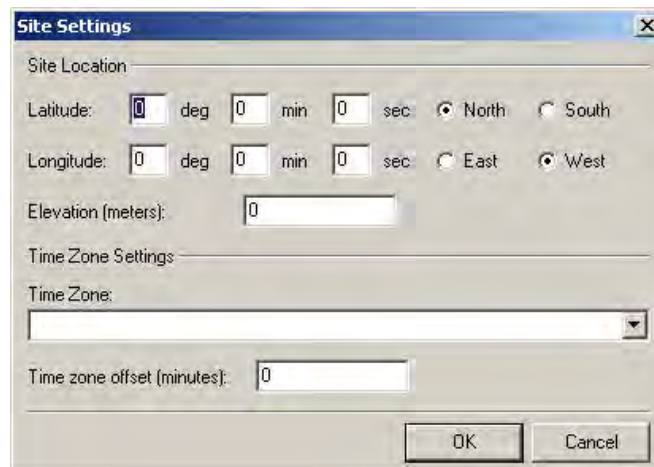 Site Settings
Site Location
Latitude: 0 deg 0 min 0 sec North South
Longitude: 0 deg 0 min 0 sec East West
Elevation (meters): 0
Time Zone Settings
Time Zone:
Time zone offset (minutes): 0
OK Cancel